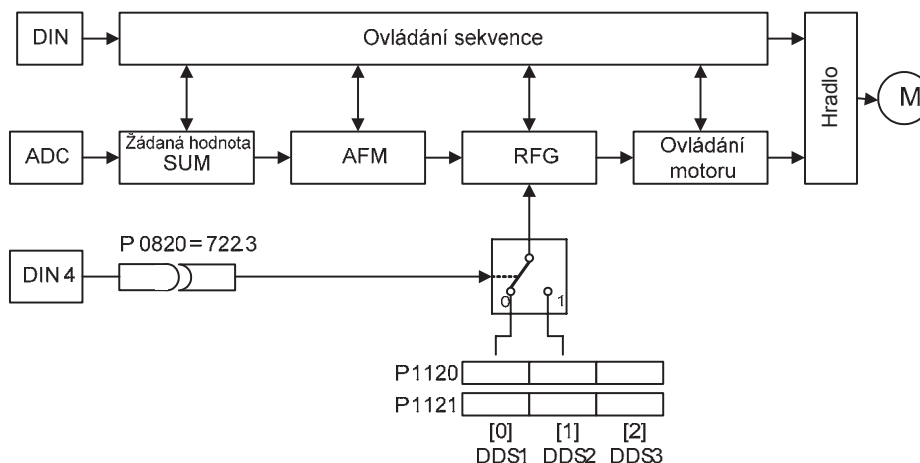 DIN
Ovládání sekvence
Hradlo
M
ADC
Žádaná hodnota
SUM
AFM
RFG
Ovládání
motoru
P 0820 = 722.3
DIN 4
0 1
P1120
P1121
[0] [1] [2]
DDS1 DDS2 DDS3